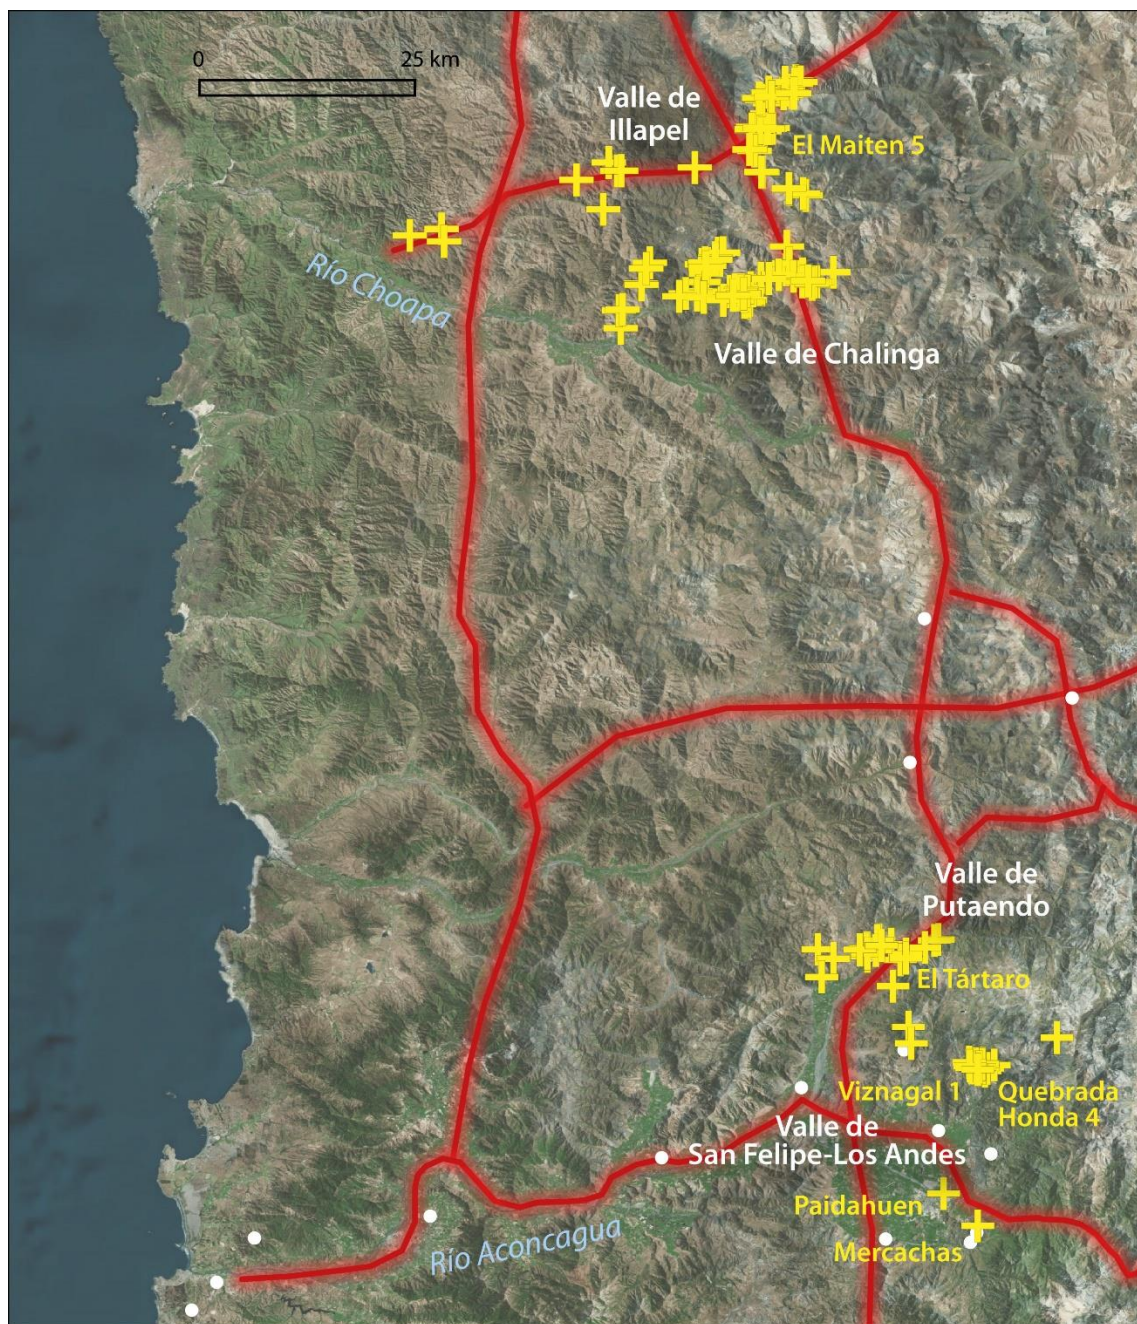 0 25 km
Valle de
Illapel
El Maiten 5
Río Choapa
Valle de Chalinga
Valle de
Putaendo
El Tártaro
Viznagal 1
Quebrada
Honda 4
Valle de
San Felipe-Los Andes
Paidahuen
Río Aconcagua
Mercachas